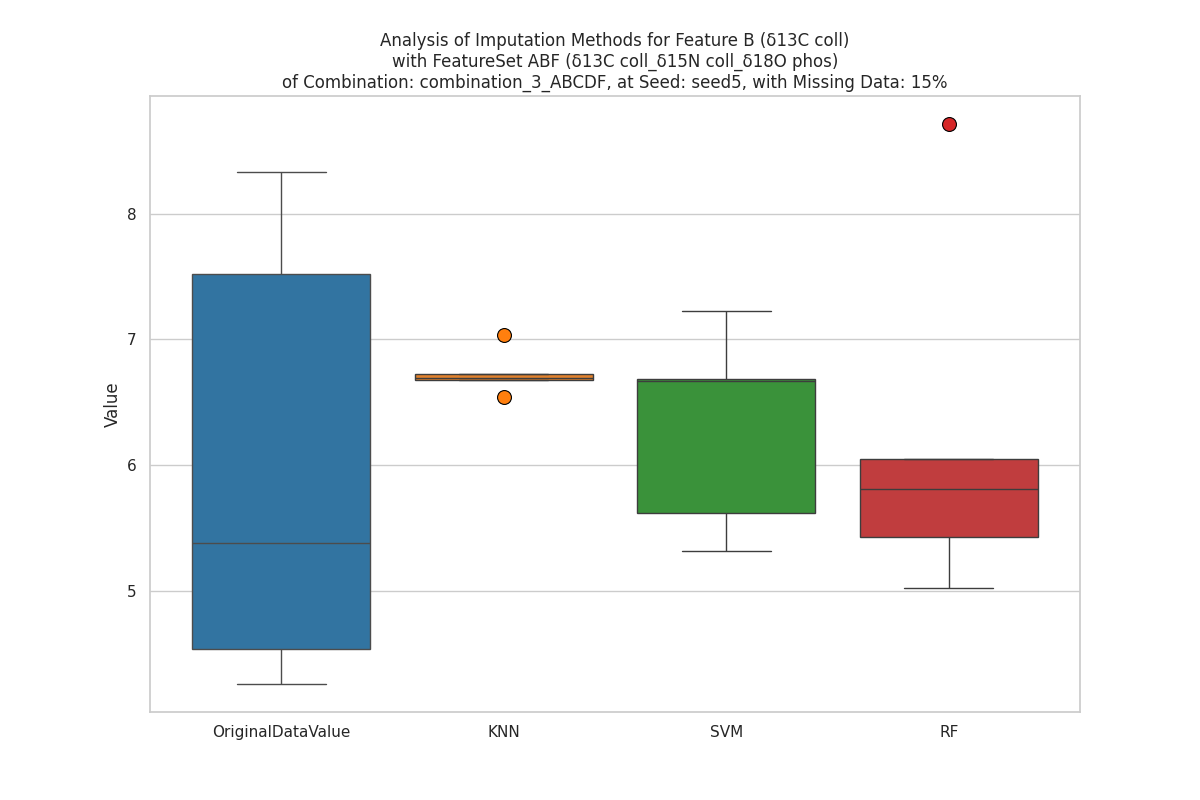 Analysis of Imputation Methods for Feature B (δ13C coll)
with FeatureSet ABF (δ13C coll_δ15N coll_δ18O phos)
of Combination: combination_3_ABCDF, at Seed: seed5, with Missing Data: 15%
Value
8
7
6
5
OriginalDataValue
KNN
SVM
RF